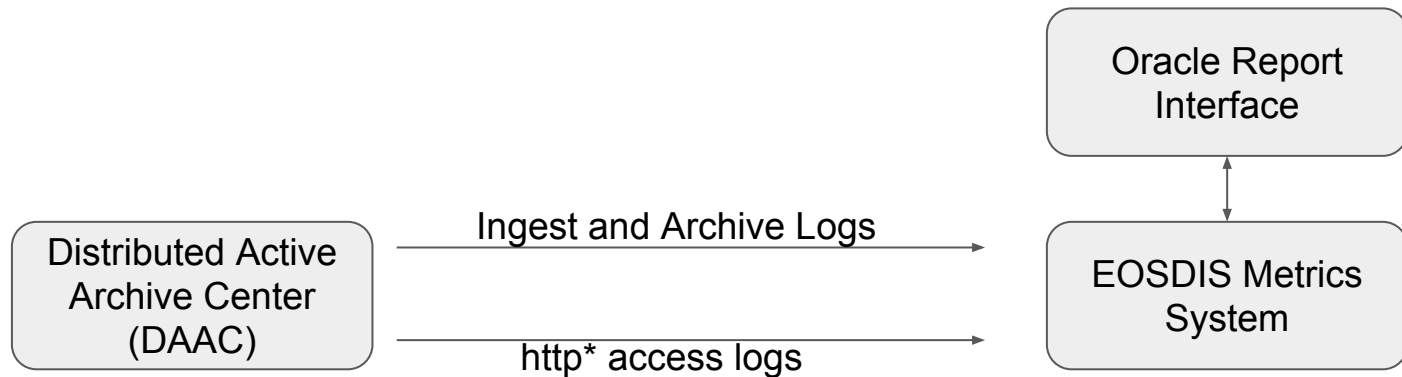 Oracle Report
Interface
Ingest and Archive Logs
Distributed Active
Archive Center
(DAAC)
EOSDIS Metrics
System
http* access logs